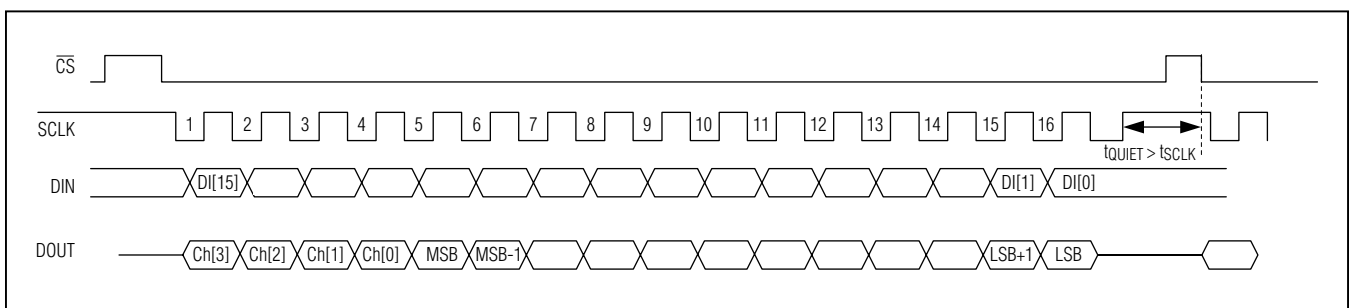 CS
SCLK 1 2 3 4 5 6 7 8 9 10 11 12 13 14 15 16
tQUIET > tSCLK
DIN DI[15] DI[1] DI[0]
DOUT Ch[3] Ch[2] Ch[1] Ch[0] MSB MSB-1 LSB+1 LSB